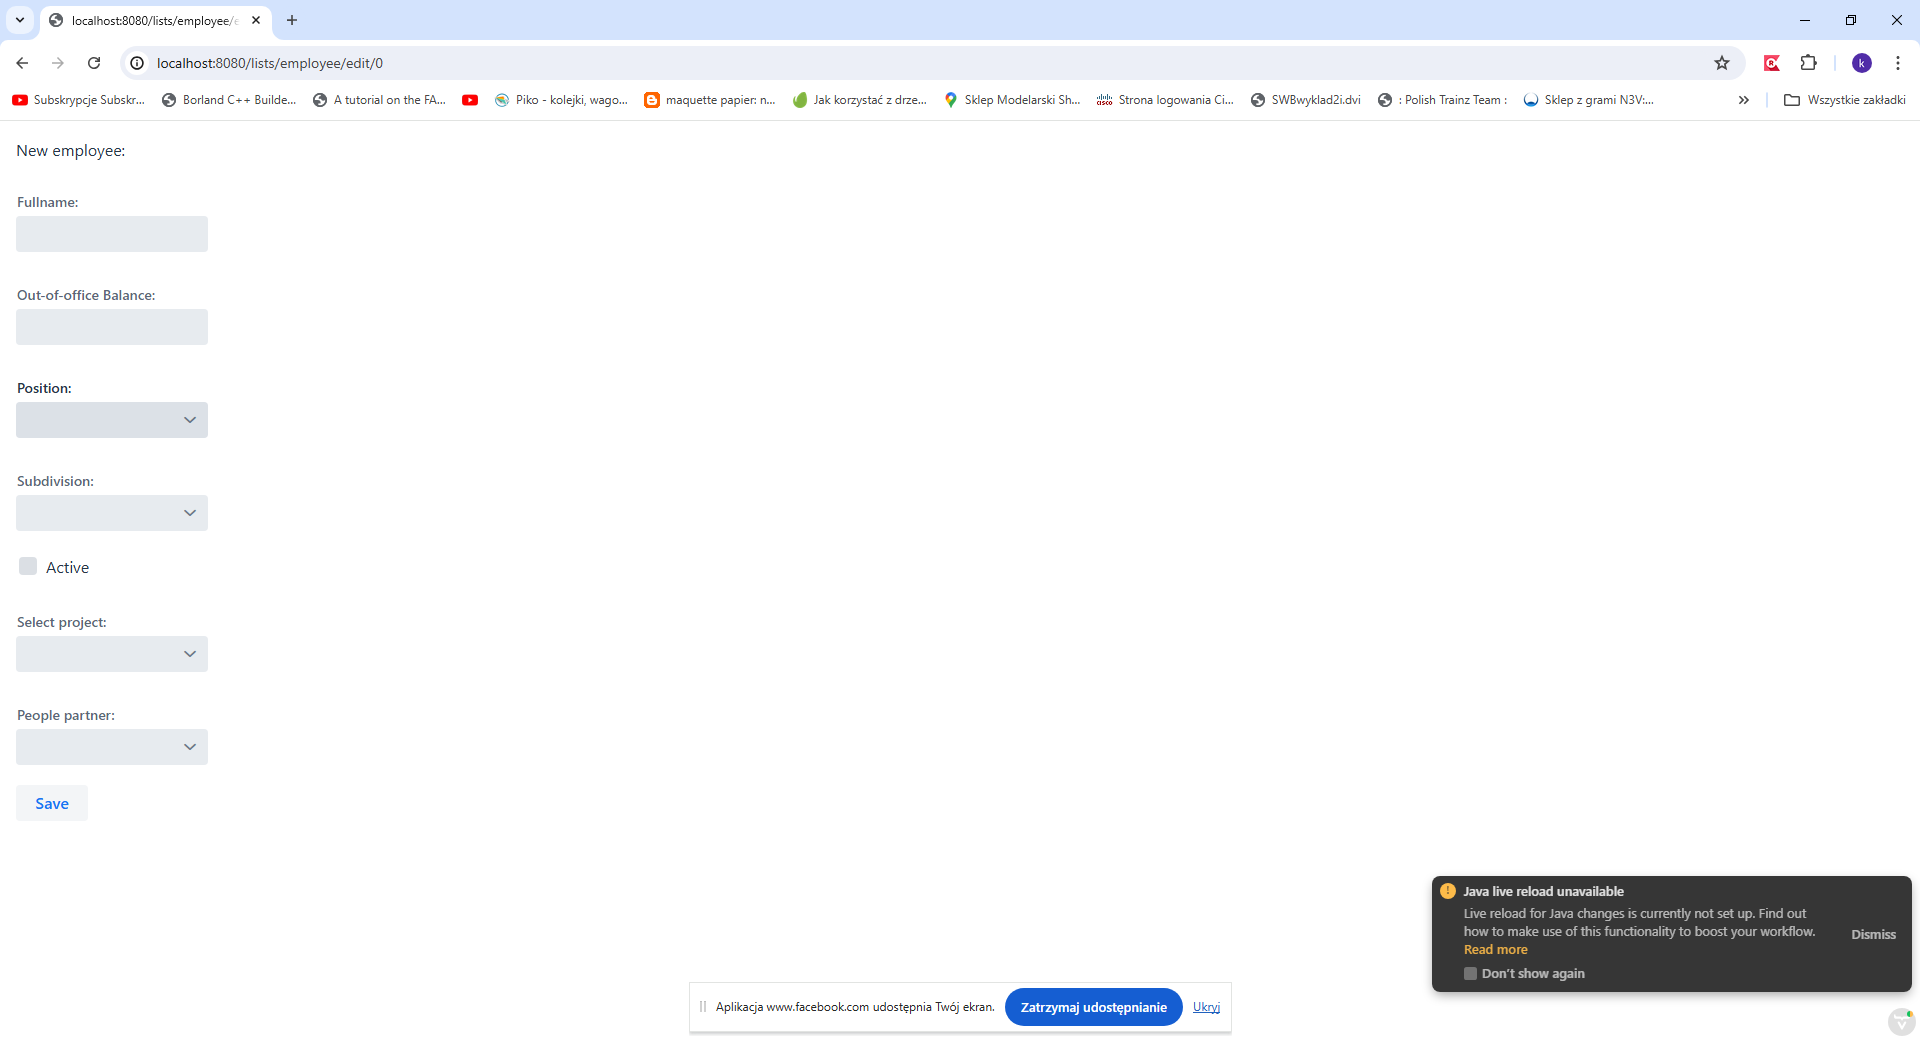 localhost:8080/lists/employee/e
localhost:8080/lists/employee/edit/0
k
Subskrypcje Subskr...
Borland C++ Builde...
A tutorial on the FA...
Piko - kolejki, wago...
maquette papier: n...
Jak korzystać z drze...
Sklep Modelarski Sh...
cisco
Strona logowania Ci...
SWBwyklad2i.dvi
: Polish Trainz Team :
Sklep z grami N3V:...
Wszystkie zakładki
New employee:
Fullname:
Out-of-office Balance:
Position:
Subdivision:
Active
Select project:
People partner:
Save
Java live reload unavailable
Live reload for Java changes is currently not set up. Find out
how to make use of this functionality to boost your workflow.
Read more
Dismiss
Don't show again
Aplikacja www.facebook.com udostępnia Twój ekran.
Zatrzymaj udostępnianie
Ukryj